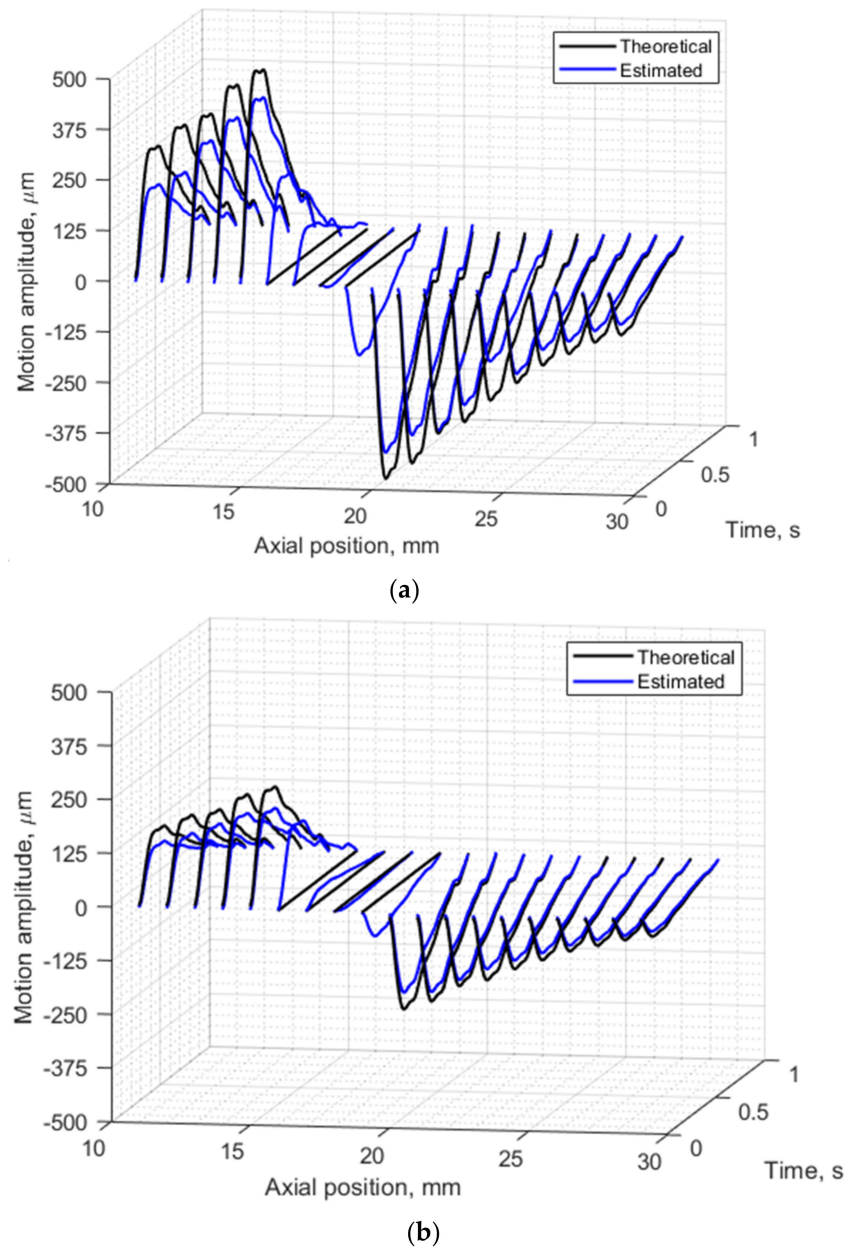 Theoretical
Estimated
500
375
250
125
0
-125
-250
-375
-500
Motion amplitude, μm
10
15
20
25
30
Axial position, mm
0
0.5
1
Time, s
(a)
Theoretical
Estimated
500
375
250
125
0
-125
-250
-375
-500
Motion amplitude, μm
10
15
20
25
30
Axial position, mm
0
0.5
1
Time, s
(b)